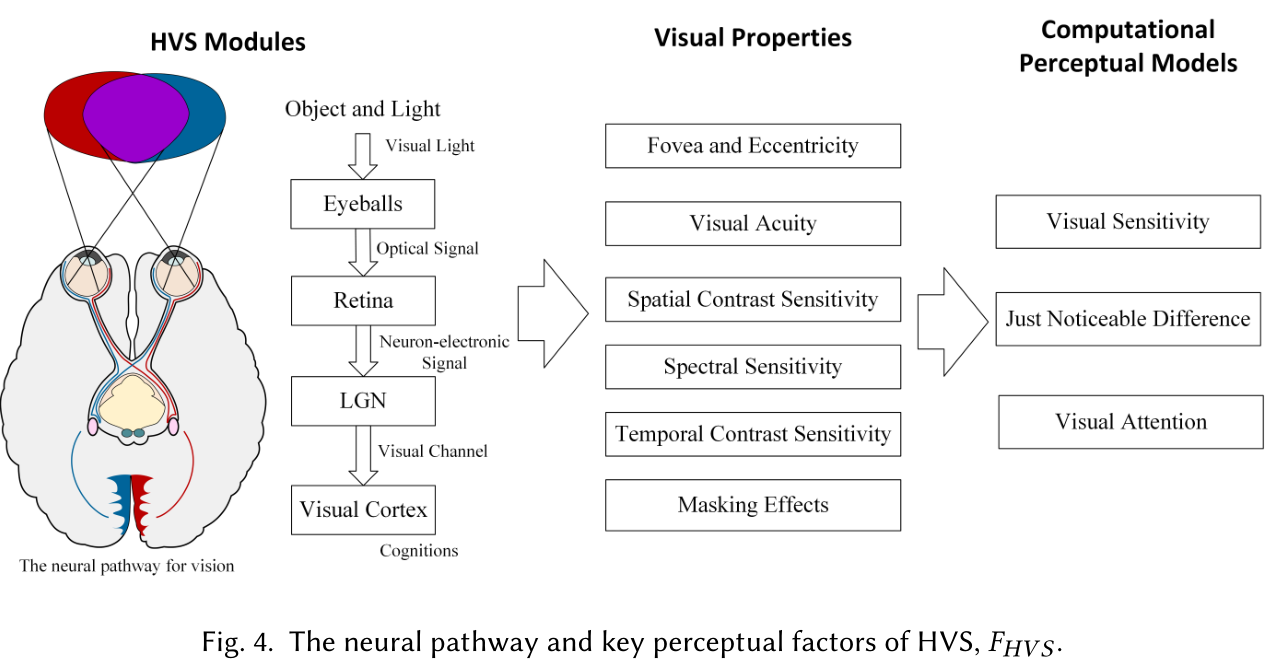 HVS Modules
Object and Light
Visual Light
Eyeballs
Optical Signal
Retina
Neuron-electronic
Signal
LGN
Visual Channel
Visual Cortex
Cognitions
The neural pathway for vision
Visual Properties
Fovea and Eccentricity
Visual Acuity
Spatial Contrast Sensitivity
Spectral Sensitivity
Temporal Contrast Sensitivity
Masking Effects
Computational
Perceptual Models
Visual Sensitivity
Just Noticeable Difference
Visual Attention
Fig. 4. The neural pathway and key perceptual factors of HVS, F_HVS.